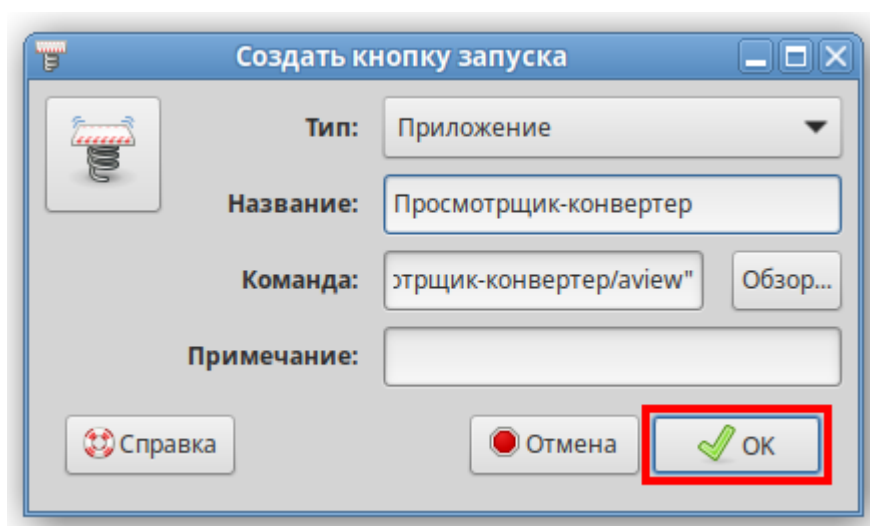 Создать кнопку запуска
Тип: Приложение
Название: Просмотрщик-конвертер
Команда: отрщик-конвертер/aview" Обзор...
Примечание:
Справка Отмена OK